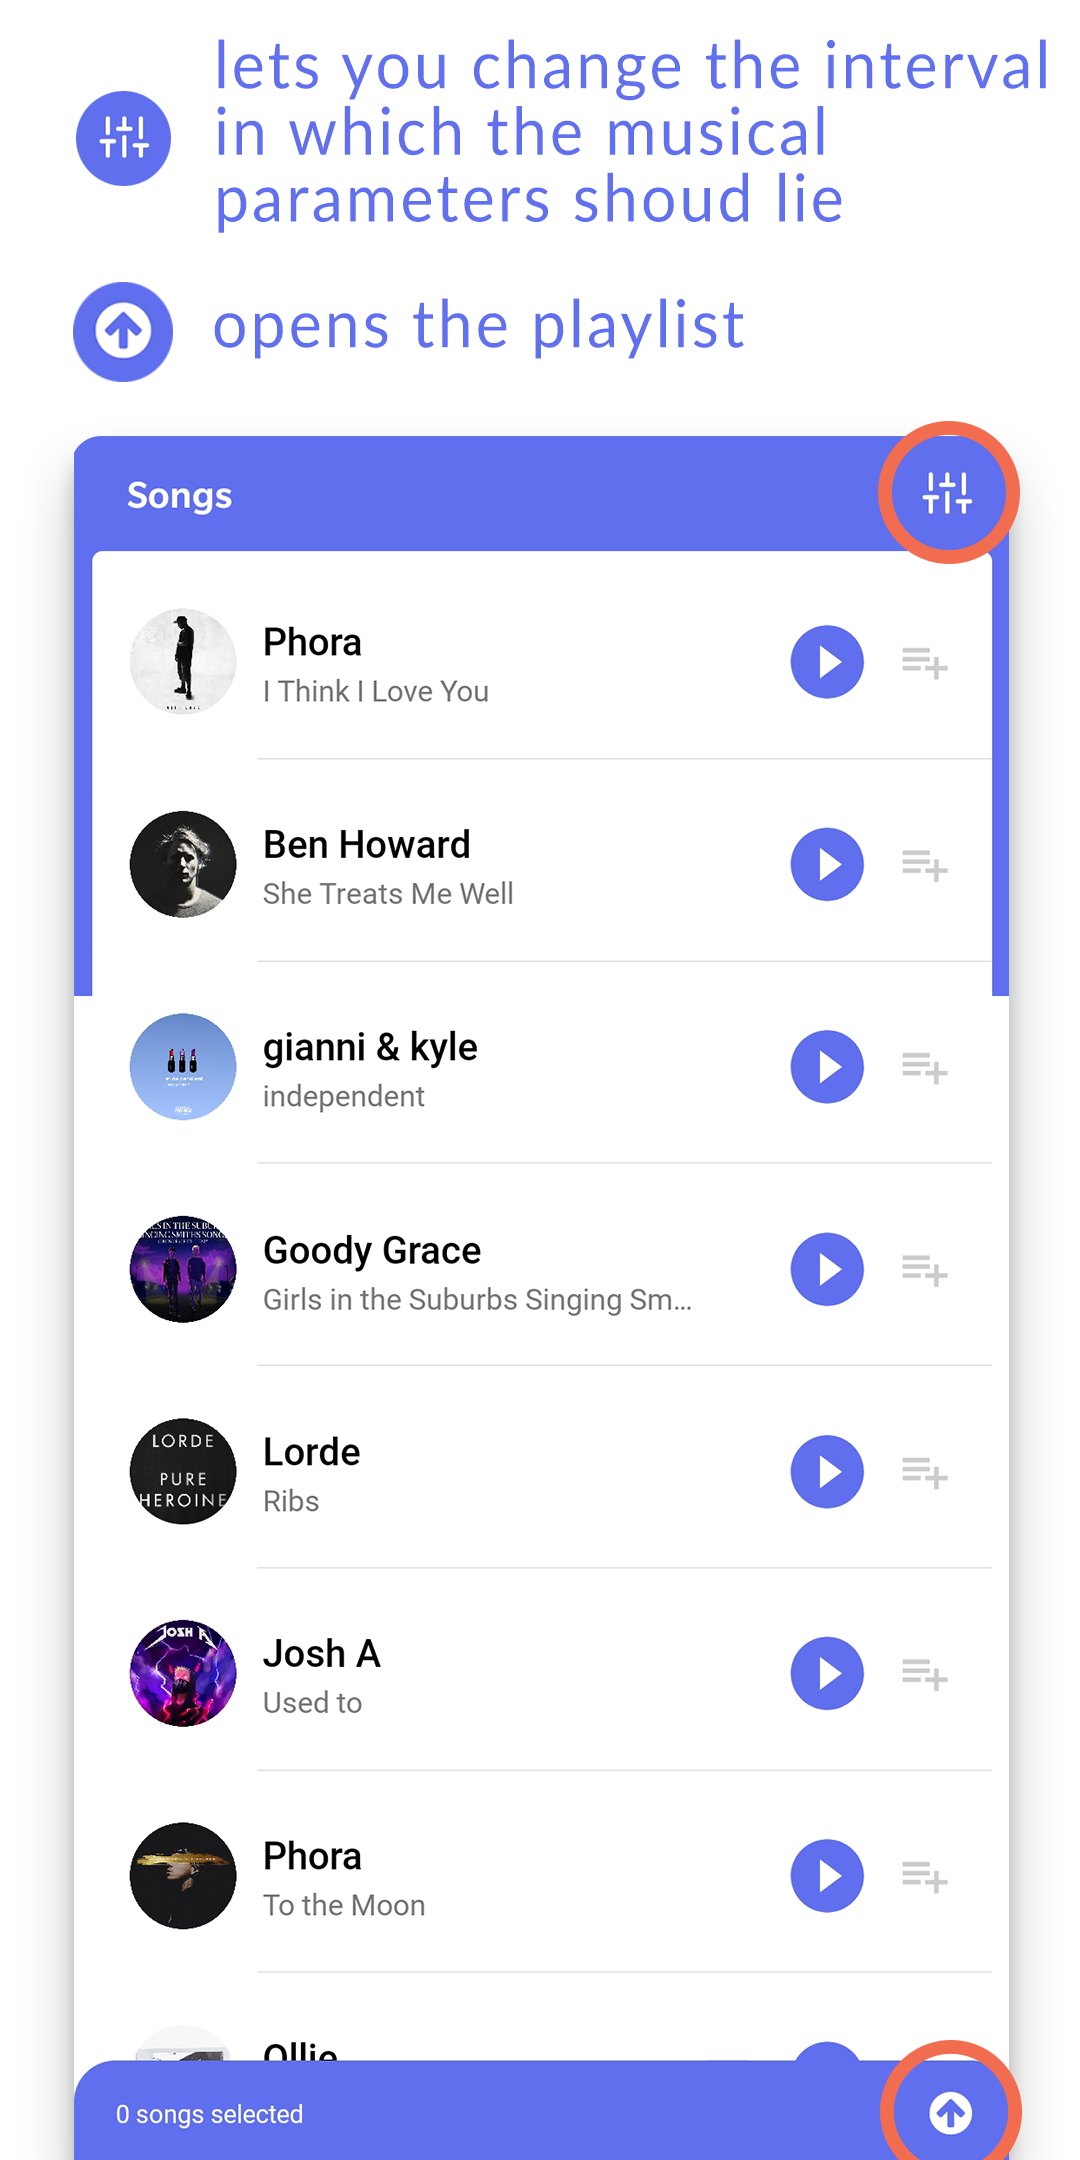 lets you change the interval
in which the musical
parameters shoud lie
opens the playlist
Songs
Phora
I Think I Love You
Ben Howard
She Treats Me Well
gianni & kyle
independent
Goody Grace
Girls in the Suburbs Singing Sm...
Lorde
Ribs
LORDE
PURE
HEROINE
JOSH A
Josh A
Used to
Phora
To the Moon
Ollie
0 songs selected